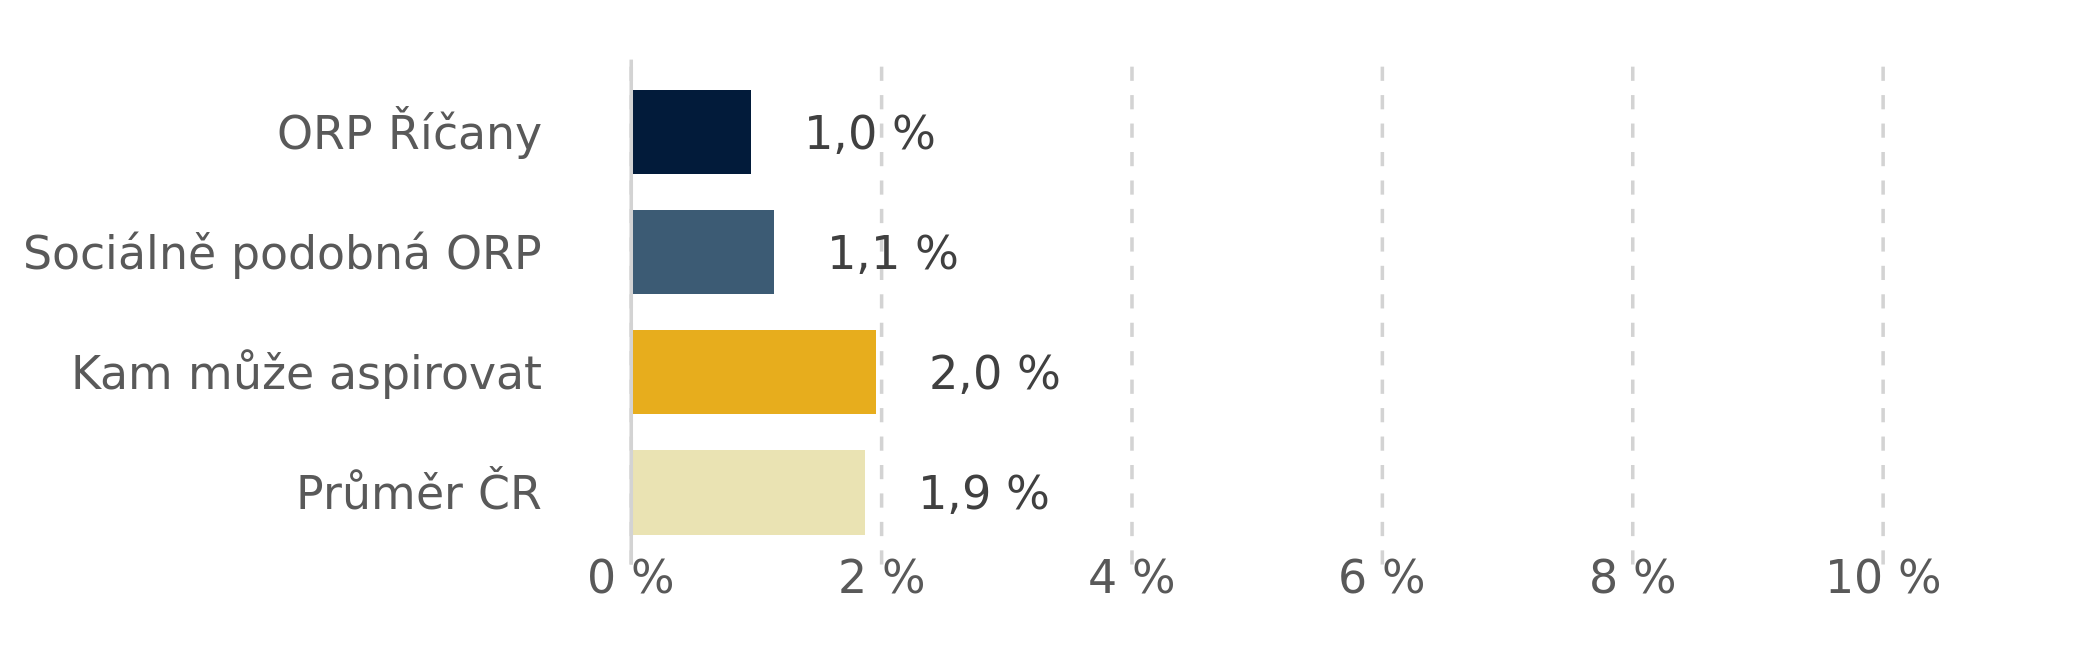 ORP Říčany 1,0 %
Sociálně podobná ORP 1,1 %
Kam může aspirovat 2,0 %
Průměr ČR 1,9 %
0 % 2 % 4 % 6 % 8 % 10 %